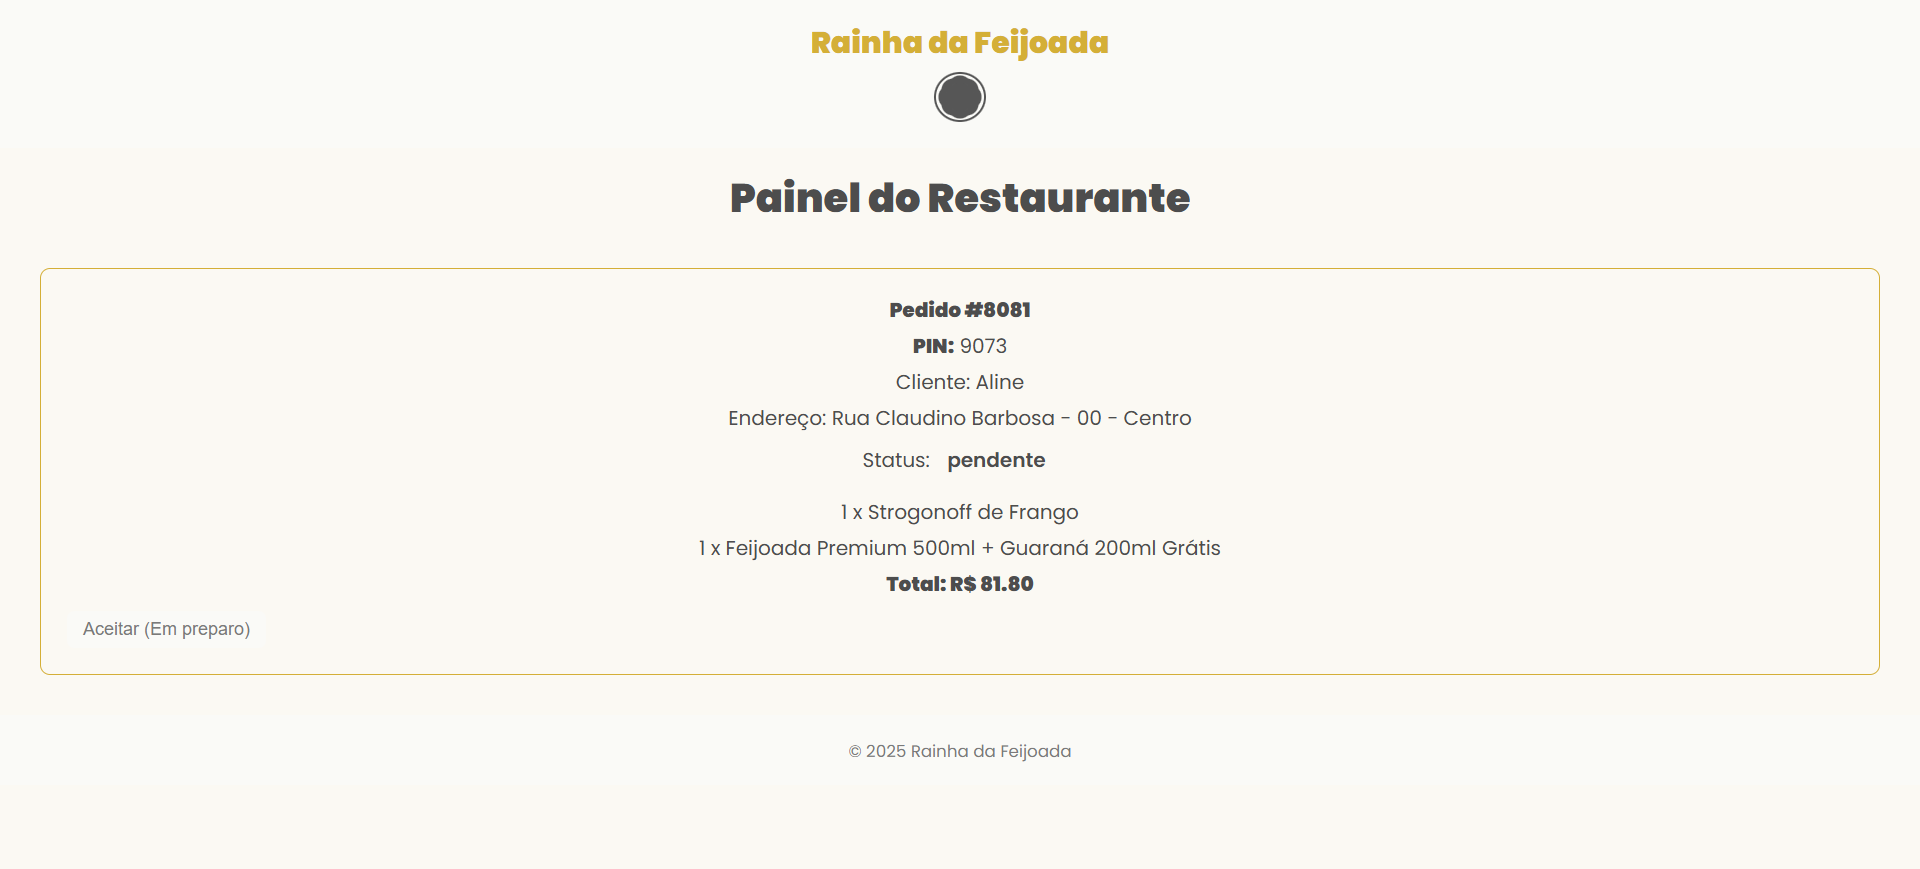 Rainha da Feijoada
Painel do Restaurante
Pedido #8081
PIN: 9073
Cliente: Aline
Endereço: Rua Claudino Barbosa - 00 - Centro
Status: pendente
1 x Strogonoff de Frango
1 x Feijoada Premium 500ml + Guaraná 200ml Grátis
Total: R$ 81.80
Aceitar (Em preparo)
© 2025 Rainha da Feijoada